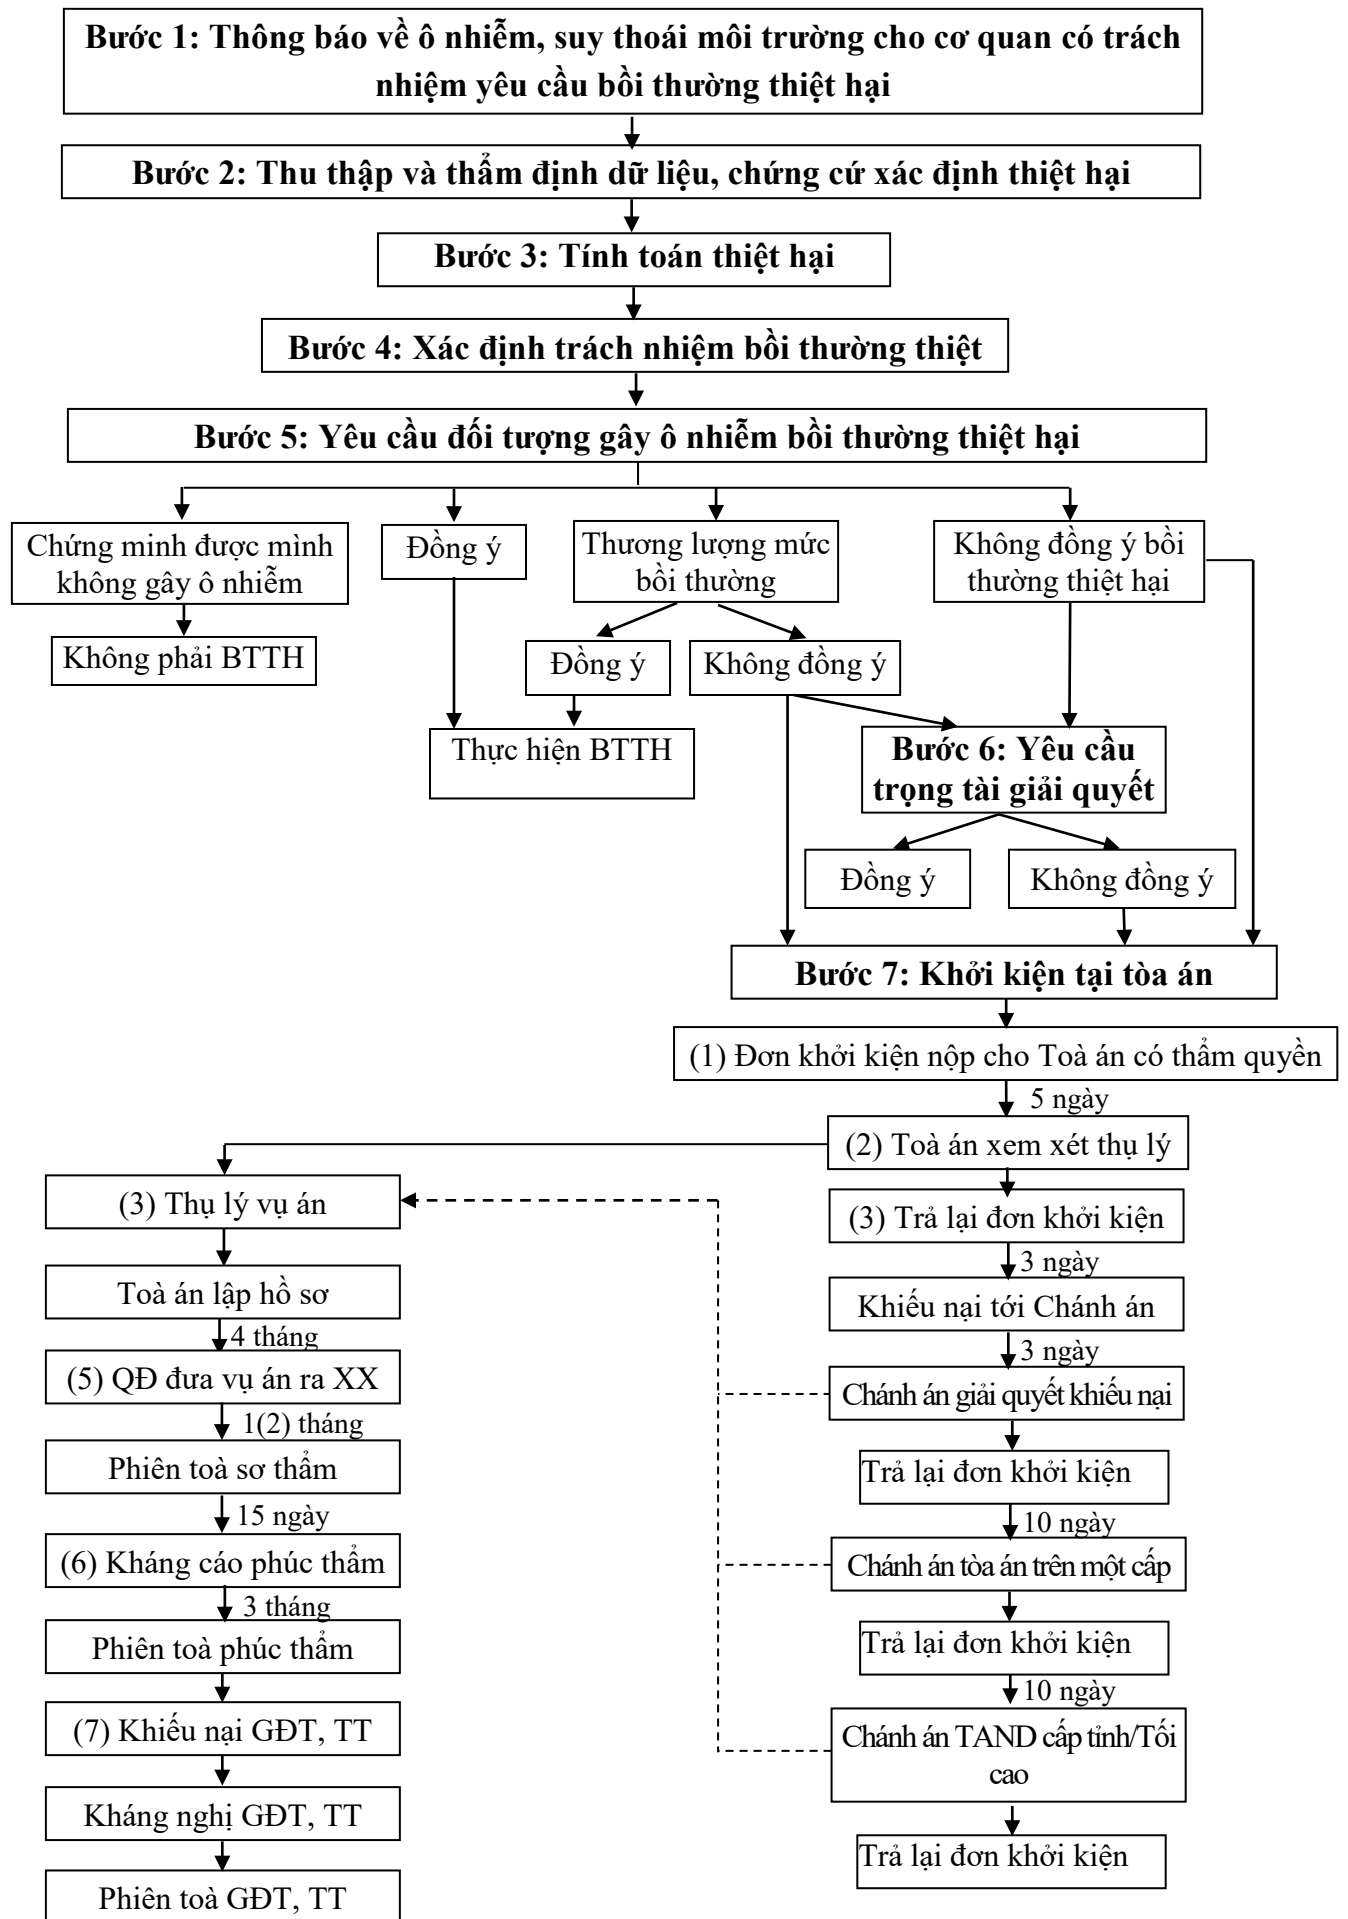 Bước 1: Thông báo về ô nhiễm, suy thoái môi trường cho cơ quan có trách
nhiệm yêu cầu bồi thường thiệt hại
Bước 2: Thu thập và thẩm định dữ liệu, chứng cứ xác định thiệt hại
Bước 3: Tính toán thiệt hại
Bước 4: Xác định trách nhiệm bồi thường thiệt
Bước 5: Yêu cầu đối tượng gây ô nhiễm bồi thường thiệt hại
Chứng minh được mình
không gây ô nhiễm
Đồng ý
Thương lượng mức
bồi thường
Không đồng ý bồi
thường thiệt hại
Không phải BTTH
Đồng ý
Không đồng ý
Thực hiện BTTH
Bước 6: Yêu cầu
trọng tài giải quyết
Đồng ý
Không đồng ý
Bước 7: Khởi kiện tại tòa án
(1) Đơn khởi kiện nộp cho Toà án có thẩm quyền
5 ngày
(2) Toà án xem xét thụ lý
(3) Thụ lý vụ án
Toà án lập hồ sơ
4 tháng
(5) QĐ đưa vụ án ra XX
1(2) tháng
Phiên toà sơ thẩm
15 ngày
(6) Kháng cáo phúc thẩm
3 tháng
Phiên toà phúc thẩm
(7) Khiếu nại GĐT, TT
Kháng nghị GĐT, TT
Phiên toà GĐT, TT
(3) Trả lại đơn khởi kiện
3 ngày
Khiếu nại tới Chánh án
3 ngày
Chánh án giải quyết khiếu nại
Trả lại đơn khởi kiện
10 ngày
Chánh án tòa án trên một cấp
Trả lại đơn khởi kiện
10 ngày
Chánh án TAND cấp tỉnh/Tối
cao
Trả lại đơn khởi kiện